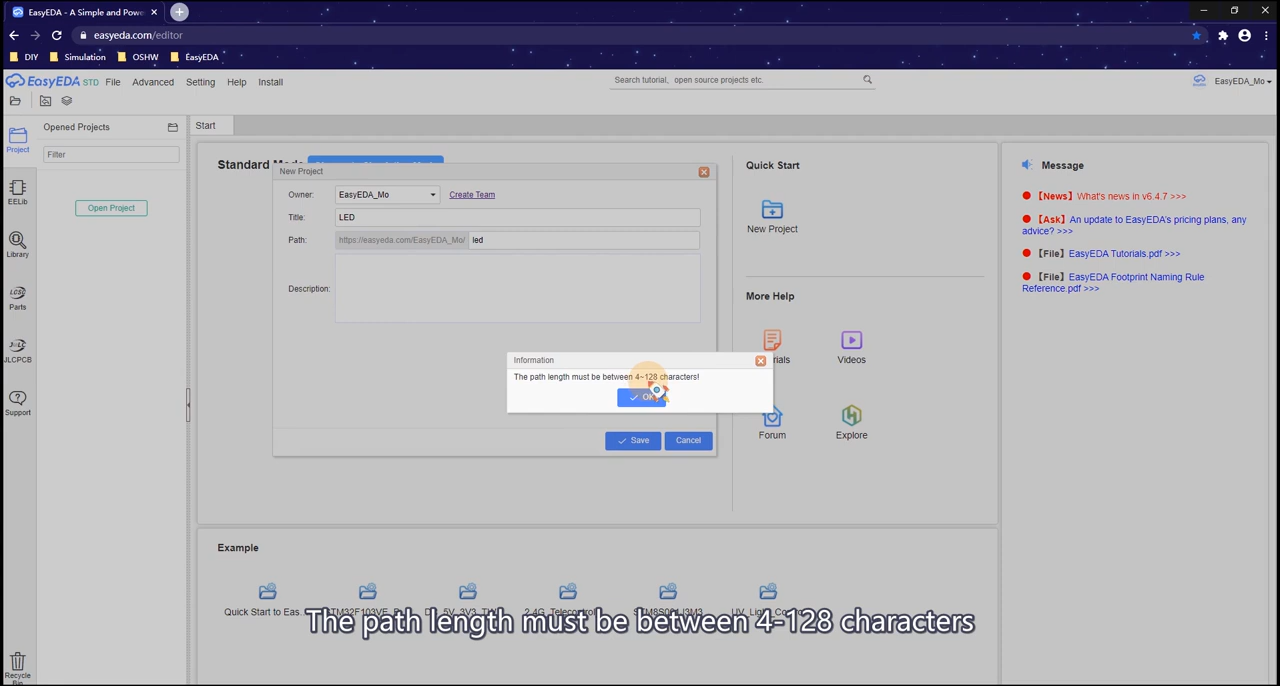 EasyEDA - A Simple and Powe
easyeda.com/editor
DIY Simulation OSHW EasyEDA
EasyEDA STD File Advanced Setting Help Install
Search tutorial, open source projects etc.
EasyEDA_Mo
Opened Projects
Start
Project
Filter
Open Project
EELib
Library
LCSC
Parts
JLCPCB
Support
Recycle
Bin
Standard Mode
New Project
Owner: EasyEDA_Mo Create Team
Title: LED
Path: https://easyeda.com/EasyEDA_Mo/ led
Description:
Information
The path length must be between 4~128 characters!
OK
Save Cancel
Quick Start
New Project
More Help
Videos
Forum
Explore
Message
【News】What's news in v6.4.7 >>>
【Ask】An update to EasyEDA's pricing plans, any
advice? >>>
【File】EasyEDA Tutorials.pdf >>>
【File】EasyEDA Footprint Naming Rule
Reference.pdf >>>
Example
Quick Start to Eas...
The path length must be between 4-128 characters